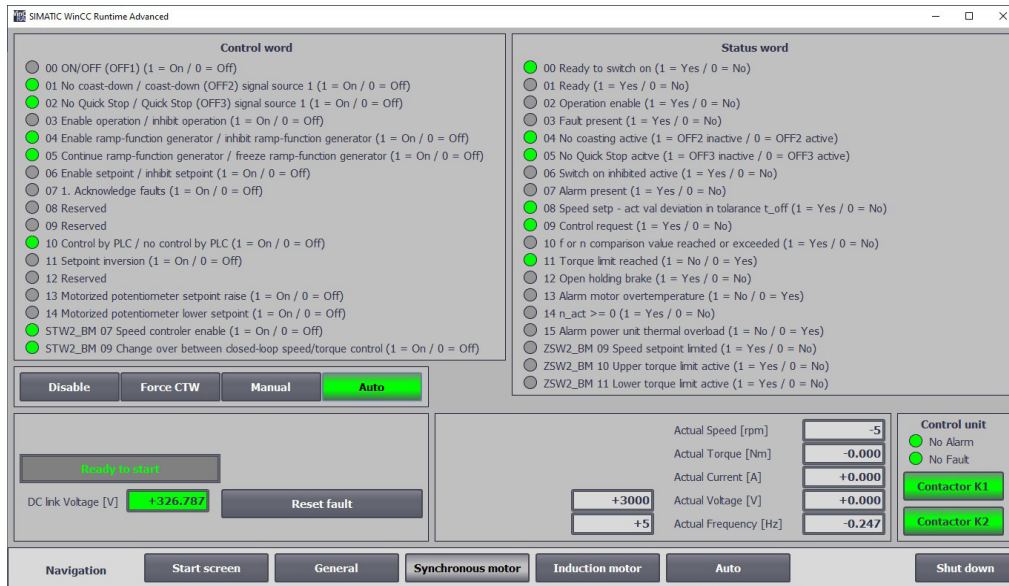 SIMATIC WinCC Runtime Advanced
Control word
00 ON/OFF (OFF1) (1 = On / 0 = Off)
01 No coast-down / coast-down (OFF2) signal source 1 (1 = On / 0 = Off)
02 No Quick Stop / Quick Stop (OFF3) signal source 1 (1 = On / 0 = Off)
03 Enable operation / inhibit operation (1 = On / 0 = Off)
04 Enable ramp-function generator / inhibit ramp-function generator (1 = On / 0 = Off)
05 Continue ramp-function generator / freeze ramp-function generator (1 = On / 0 = Off)
06 Enable setpoint / inhibit setpoint (1 = On / 0 = Off)
07 1. Acknowledge faults (1 = On / 0 = Off)
08 Reserved
09 Reserved
10 Control by PLC / no control by PLC (1 = On / 0 = Off)
11 Setpoint inversion (1 = On / 0 = Off)
12 Reserved
13 Motorized potentiometer setpoint raise (1 = On / 0 = Off)
14 Motorized potentiometer lower setpoint (1 = On / 0 = Off)
STW2_BM 07 Speed controler enable (1 = On / 0 = Off)
STW2_BM 09 Change over between closed-loop speed/torque control (1 = On / 0 = Off)
Status word
00 Ready to switch on (1 = Yes / 0 = No)
01 Ready (1 = Yes / 0 = No)
02 Operation enable (1 = Yes / 0 = No)
03 Fault present (1 = Yes / 0 = No)
04 No coasting active (1 = OFF2 inactive / 0 = OFF2 active)
05 No Quick Stop actve (1 = OFF3 inactive / 0 = OFF3 active)
06 Switch on inhibited active (1 = Yes / 0 = No)
07 Alarm present (1 = Yes / 0 = No)
08 Speed setp - act val deviation in tolarance t_off (1 = Yes / 0 = No)
09 Control request (1 = Yes / 0 = No)
10 f or n comparison value reached or exceeded (1 = Yes / 0 = No)
11 Torque limit reached (1 = No / 0 = Yes)
12 Open holding brake (1 = Yes / 0 = No)
13 Alarm motor overtemperature (1 = No / 0 = Yes)
14 n_act >= 0 (1 = Yes / 0 = No)
15 Alarm power unit thermal overload (1 = No / 0 = Yes)
ZSW2_BM 09 Speed setpoint limited (1 = Yes / 0 = No)
ZSW2_BM 10 Upper torque limit active (1 = Yes / 0 = No)
ZSW2_BM 11 Lower torque limit active (1 = Yes / 0 = No)
Disable Force CTW Manual Auto
Ready to start
DC link Voltage [V] +326.787 Reset fault
Actual Speed [rpm] -5
Actual Torque [Nm] -0.000
Actual Current [A] +0.000
+3000 Actual Voltage [V] +0.000
+5 Actual Frequency [Hz] -0.247
Control unit
No Alarm
No Fault
Contactor K1
Contactor K2
Navigation Start screen General Synchronous motor Induction motor Auto Shut down